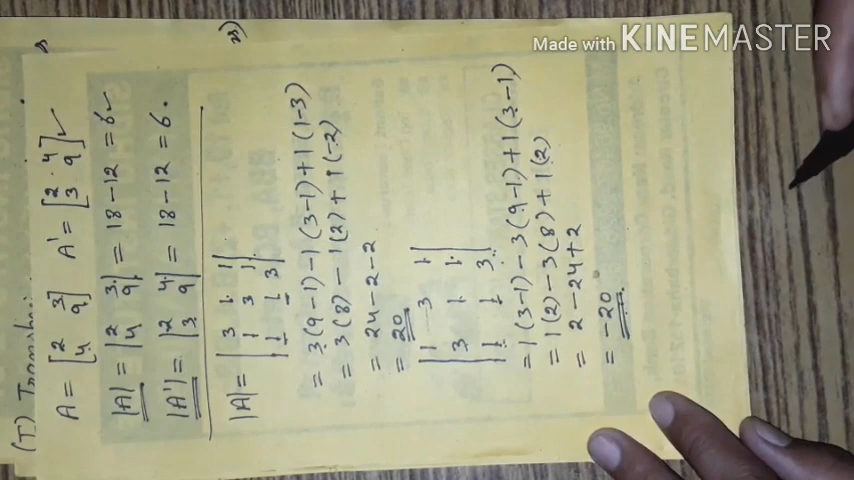 Made with KINEMASTER
(T) Transpose:
A = [2 3
4 9] A' = [2 4
3 9] ✓
|A| = |2 3
4 9| = 18 - 12 = 6 ✓
|A'| = |2 4
3 9| = 18 - 12 = 6.
|A| = |3 1 1
1 3 1
1 1 3|
= 3(9-1) - 1(3-1) + 1(1-3)
= 3(8) - 1(2) + 1(-2)
= 24 - 2 - 2
= 20
|1 3 1
3 1 1
1 1 3|
= 1(3-1) - 3(9-1) + 1(3-1)
= 1(2) - 3(8) + 1(2)
= 2 - 24 + 2
= -20